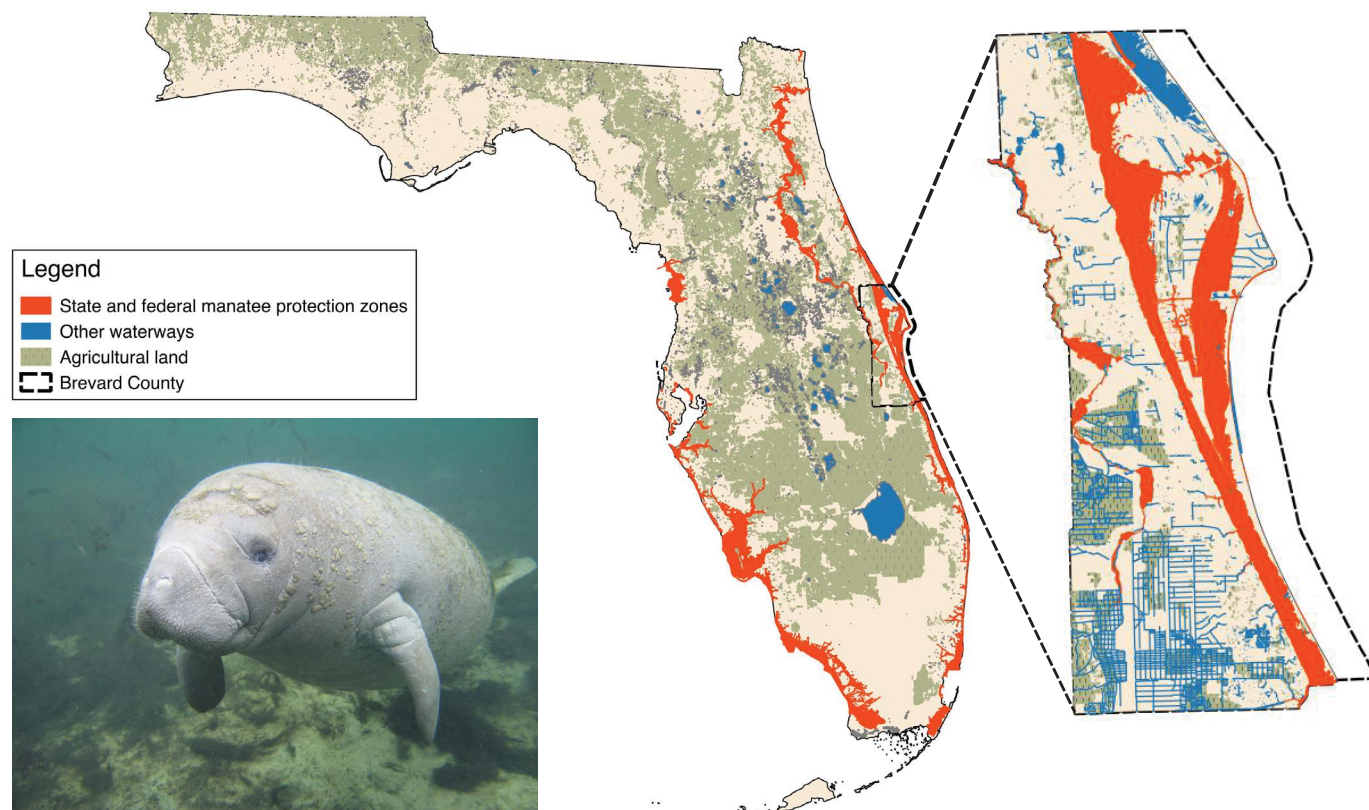 Legend
State and federal manatee protection zones
Other waterways
Agricultural land
Brevard County